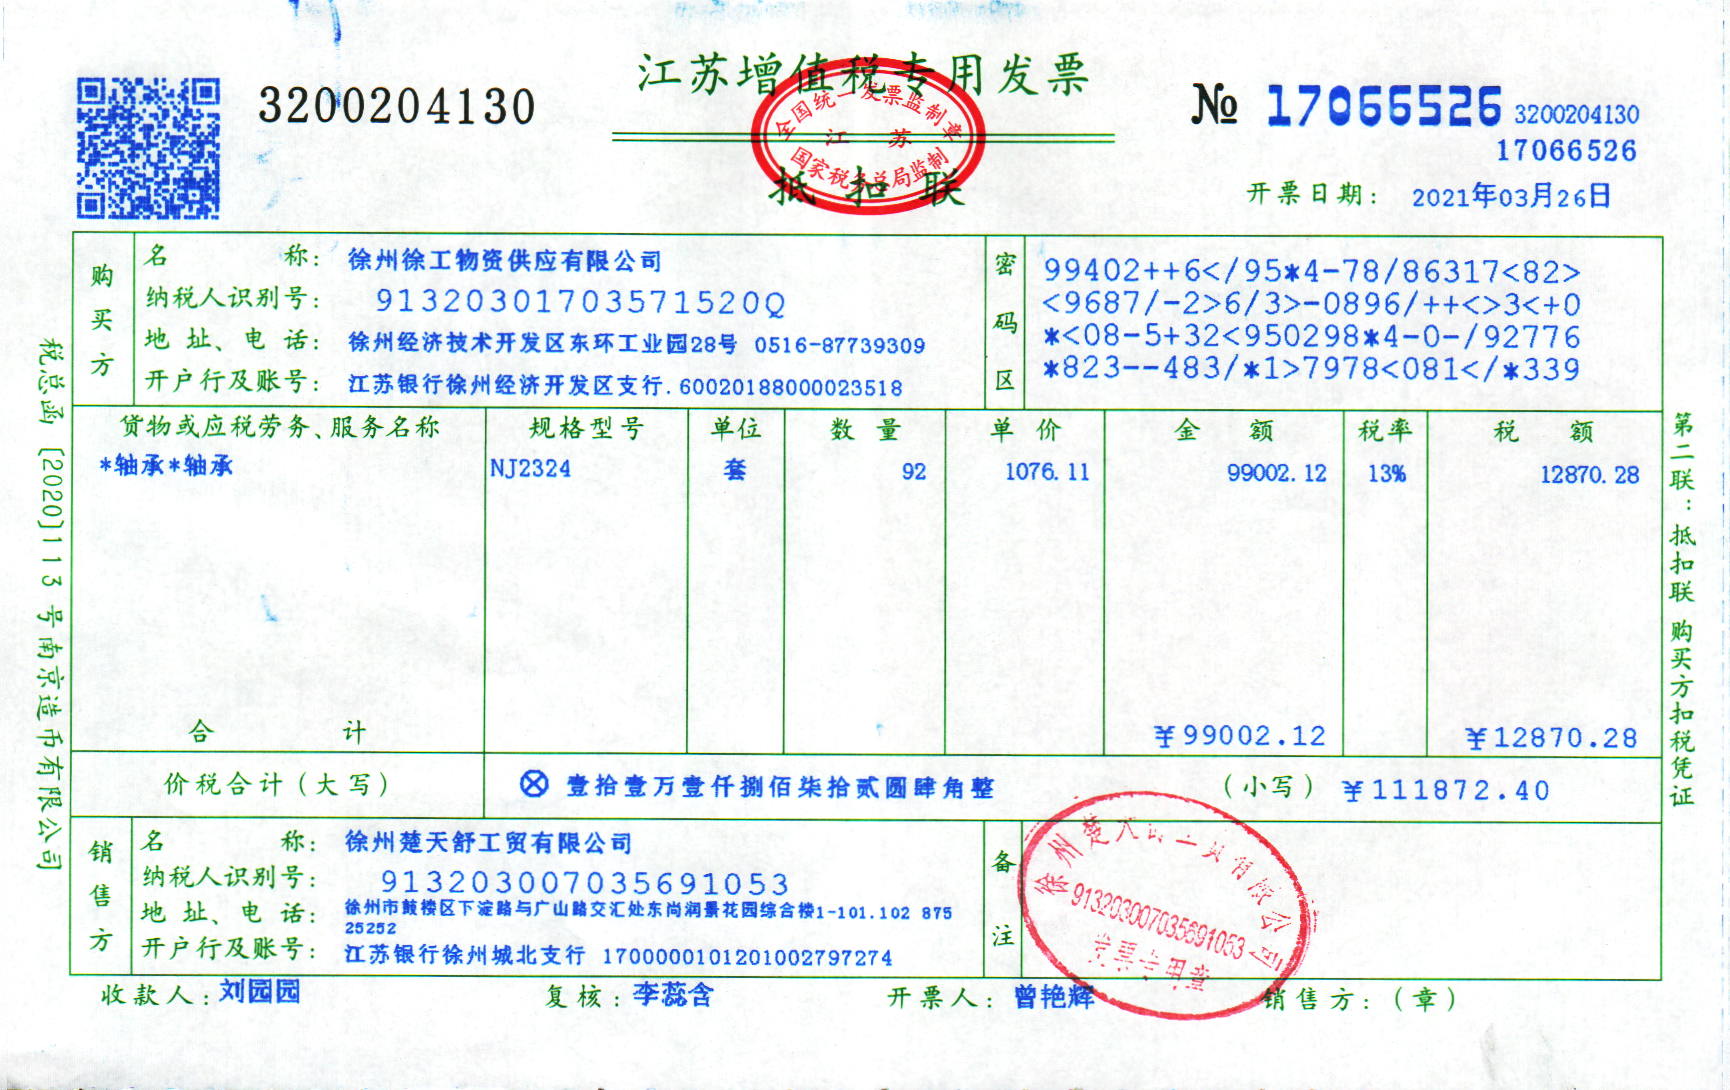 江苏增值税专用发票
3200204130
№ 17066526 3200204130
17066526
全国统一发票监制章
江苏
国家税务总局监制
抵扣联
开票日期： 2021年03月26日
购买方
名称： 徐州徐工物资供应有限公司
纳税人识别号： 91320301703571520Q
地址、电话： 徐州经济技术开发区东环工业园28号 0516-87739309
开户行及账号： 江苏银行徐州经济开发区支行. 60020188000023518
密码区
99402++6</95*4-78/86317<82>
<9687/-2>6/3>-0896/++<>3<+0
*<08-5+32<950298*4-0-/92776
*823--483/*1>7978<081</*339
货物或应税劳务、服务名称 规格型号 单位 数量 单价 金额 税率 税额
*轴承*轴承 NJ2324 套 92 1076.11 99002.12 13% 12870.28
合计 ￥99002.12 ￥12870.28
价税合计（大写） ⊗ 壹拾壹万壹仟捌佰柒拾贰圆肆角整 （小写） ￥111872.40
销售方
名称： 徐州楚天舒工贸有限公司
纳税人识别号： 913203007035691053
地址、电话： 徐州市鼓楼区下淀路与广山路交汇处东尚润景花园综合楼1-101.102 875
25252
开户行及账号： 江苏银行徐州城北支行 17000001012010027972​74
备注
徐州楚天舒工贸有限公司
913203007035691053
发票专用章
收款人： 刘园园 复核： 李蕊含 开票人： 曾艳辉 销售方：（章）
税总函〔2020〕113号南京造币有限公司
第二联：抵扣联 购买方扣税凭证